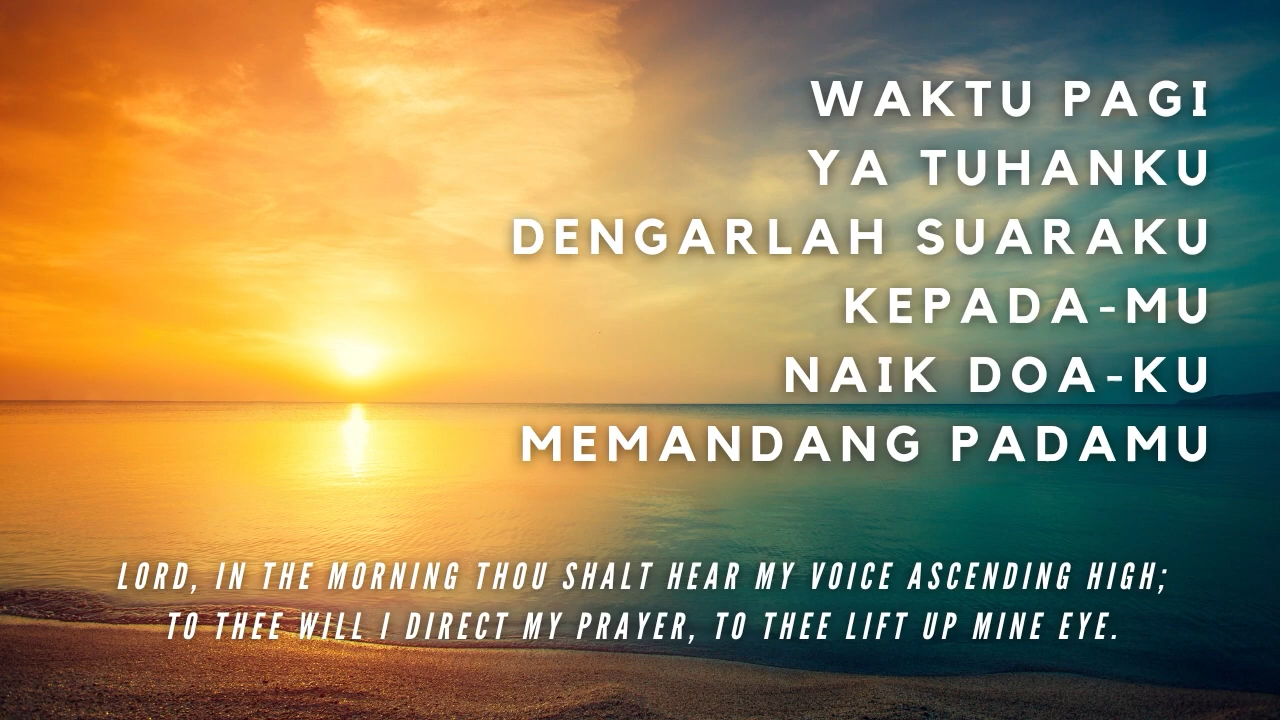 WAKTU PAGI
YA TUHANKU
DENGARLAH SUARAKU
KEPADA-MU
NAIK DOA-KU
MEMANDANG PADAMU
LORD, IN THE MORNING THOU SHALT HEAR MY VOICE ASCENDING HIGH;
TO THEE WILL I DIRECT MY PRAYER, TO THEE LIFT UP MINE EYE.